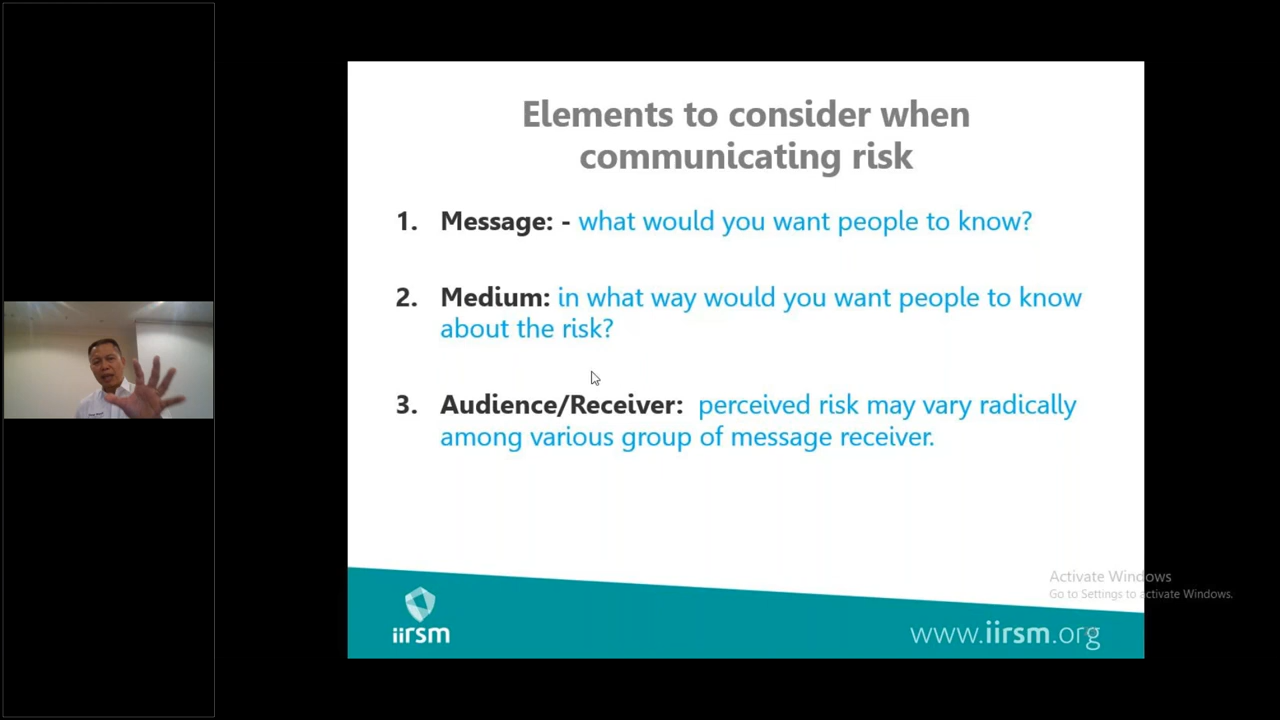 Elements to consider when
communicating risk
1. Message: - what would you want people to know?
2. Medium: in what way would you want people to know
about the risk?
3. Audience/Receiver: perceived risk may vary radically
among various group of message receiver.
Activate Windows
Go to Settings to activate Windows.
iirsm
www.iirsm.org